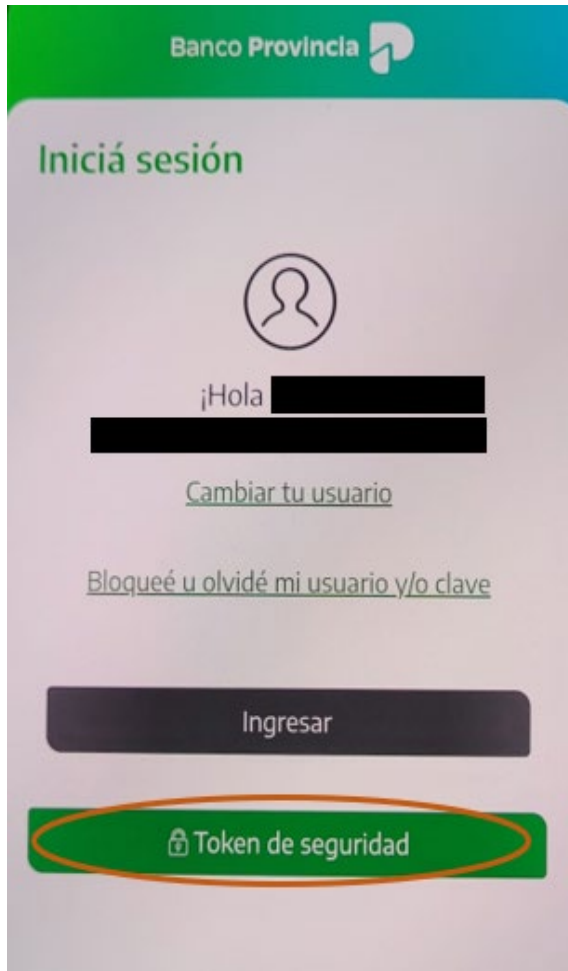 Banco Provincia
Iniciá sesión
¡Hola
Cambiar tu usuario
Bloqueé u olvidé mi usuario y/o clave
Ingresar
Token de seguridad